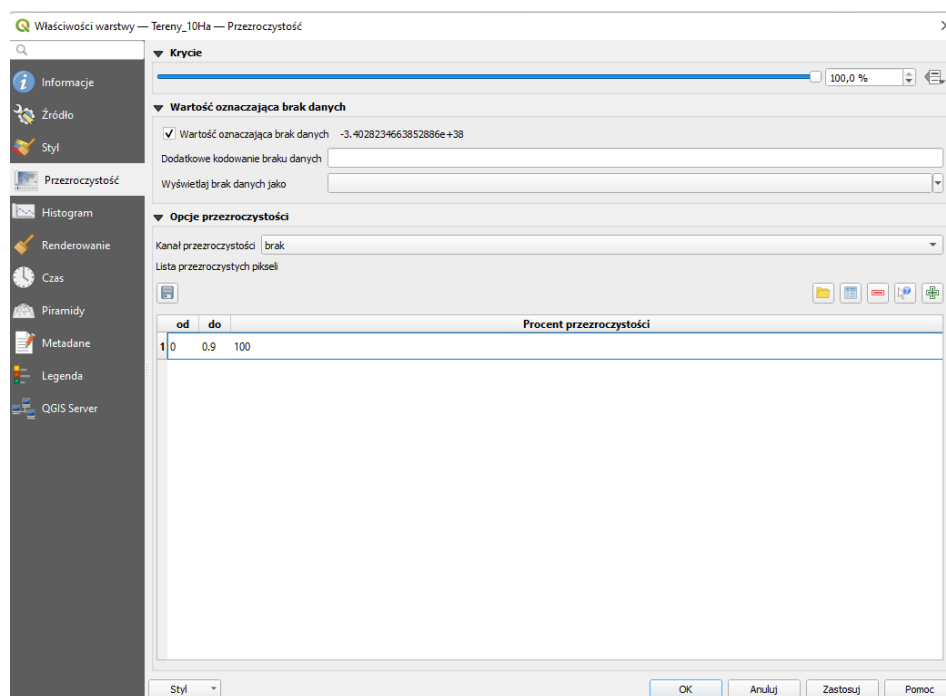 Właściwości warstwy — Tereny_10Ha — Przezroczystość
Informacje
Źródło
Styl
Przezroczystość
Histogram
Renderowanie
Czas
Piramidy
Metadane
Legenda
QGIS Server
Krycie
100,0 %
Wartość oznaczająca brak danych
Wartość oznaczająca brak danych -3.4028234663852886e+38
Dodatkowe kodowanie braku danych
Wyświetlaj brak danych jako
Opcje przezroczystości
Kanał przezroczystości brak
Lista przezroczystych pikseli
od do Procent przezroczystości
1 0 0.9 100
Styl OK Anuluj Zastosuj Pomoc